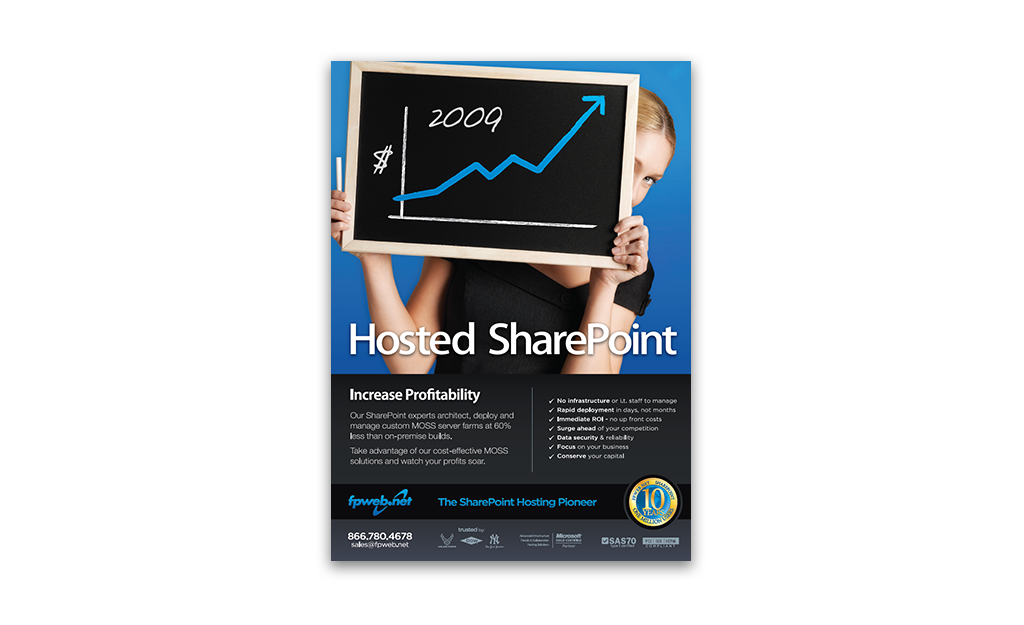 2009
$
Hosted SharePoint
Increase Profitability
Our SharePoint experts architect, deploy and
manage custom MOSS server farms at 60%
less than on-premise builds.
Take advantage of our cost-effective MOSS
solutions and watch your profits soar.
✓ No infrastructure or i.t. staff to manage
✓ Rapid deployment in days, not months
✓ Immediate ROI - no up front costs
✓ Surge ahead of your competition
✓ Data security & reliability
✓ Focus on your business
✓ Conserve your capital
fpweb.net
The SharePoint Hosting Pioneer
10
YEARS
866.780.4678
sales@fpweb.net
trusted by:
Microsoft
SAS70
COMPLIANT